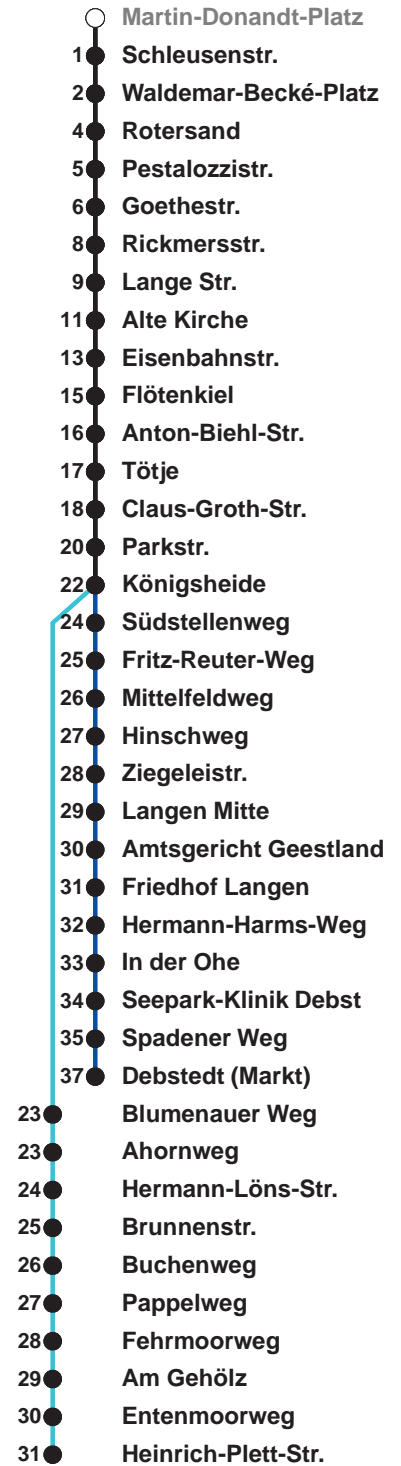 Martin-Donandt-Platz
1 Schleusenstr.
2 Waldemar-Becké-Platz
4 Rotersand
5 Pestalozzistr.
6 Goethestr.
8 Rickmersstr.
9 Lange Str.
11 Alte Kirche
13 Eisenbahnstr.
15 Flötenkiel
16 Anton-Biehl-Str.
17 Tötje
18 Claus-Groth-Str.
20 Parkstr.
22 Königsheide
24 Südstellenweg
25 Fritz-Reuter-Weg
26 Mittelfeldweg
27 Hinschweg
28 Ziegeleistr.
29 Langen Mitte
30 Amtsgericht Geestland
31 Friedhof Langen
32 Hermann-Harms-Weg
33 In der Ohe
34 Seepark-Klinik Debst
35 Spadener Weg
37 Debstedt (Markt)
23 Blumenauer Weg
23 Ahornweg
24 Hermann-Löns-Str.
25 Brunnenstr.
26 Buchenweg
27 Pappelweg
28 Fehrmoorweg
29 Am Gehölz
30 Entenmoorweg
31 Heinrich-Plett-Str.